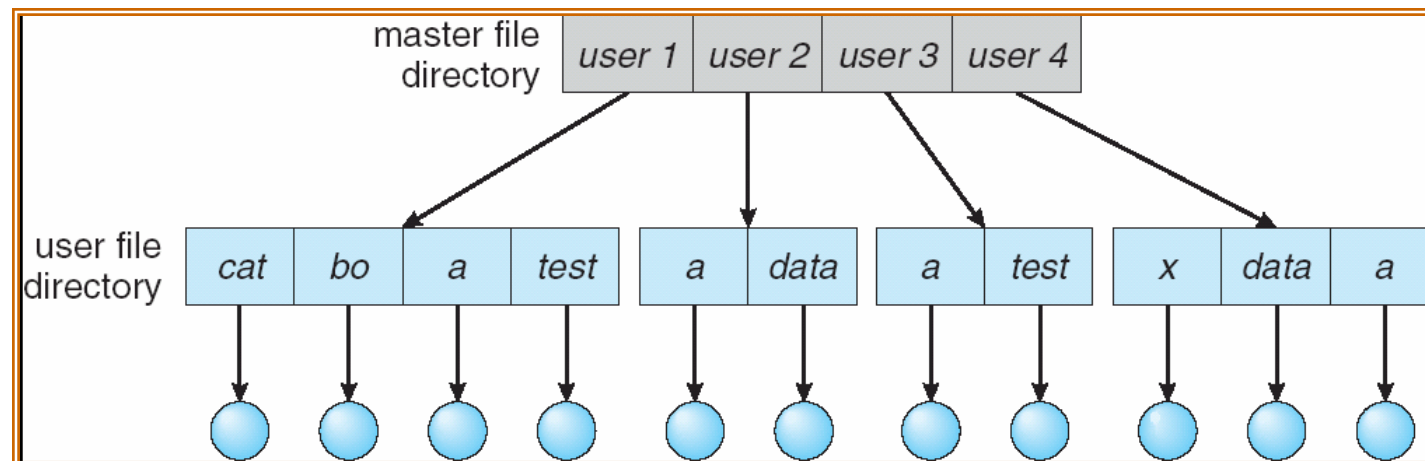 master file
directory
user 1 user 2 user 3 user 4
user file
directory
cat bo a test a data a test x data a